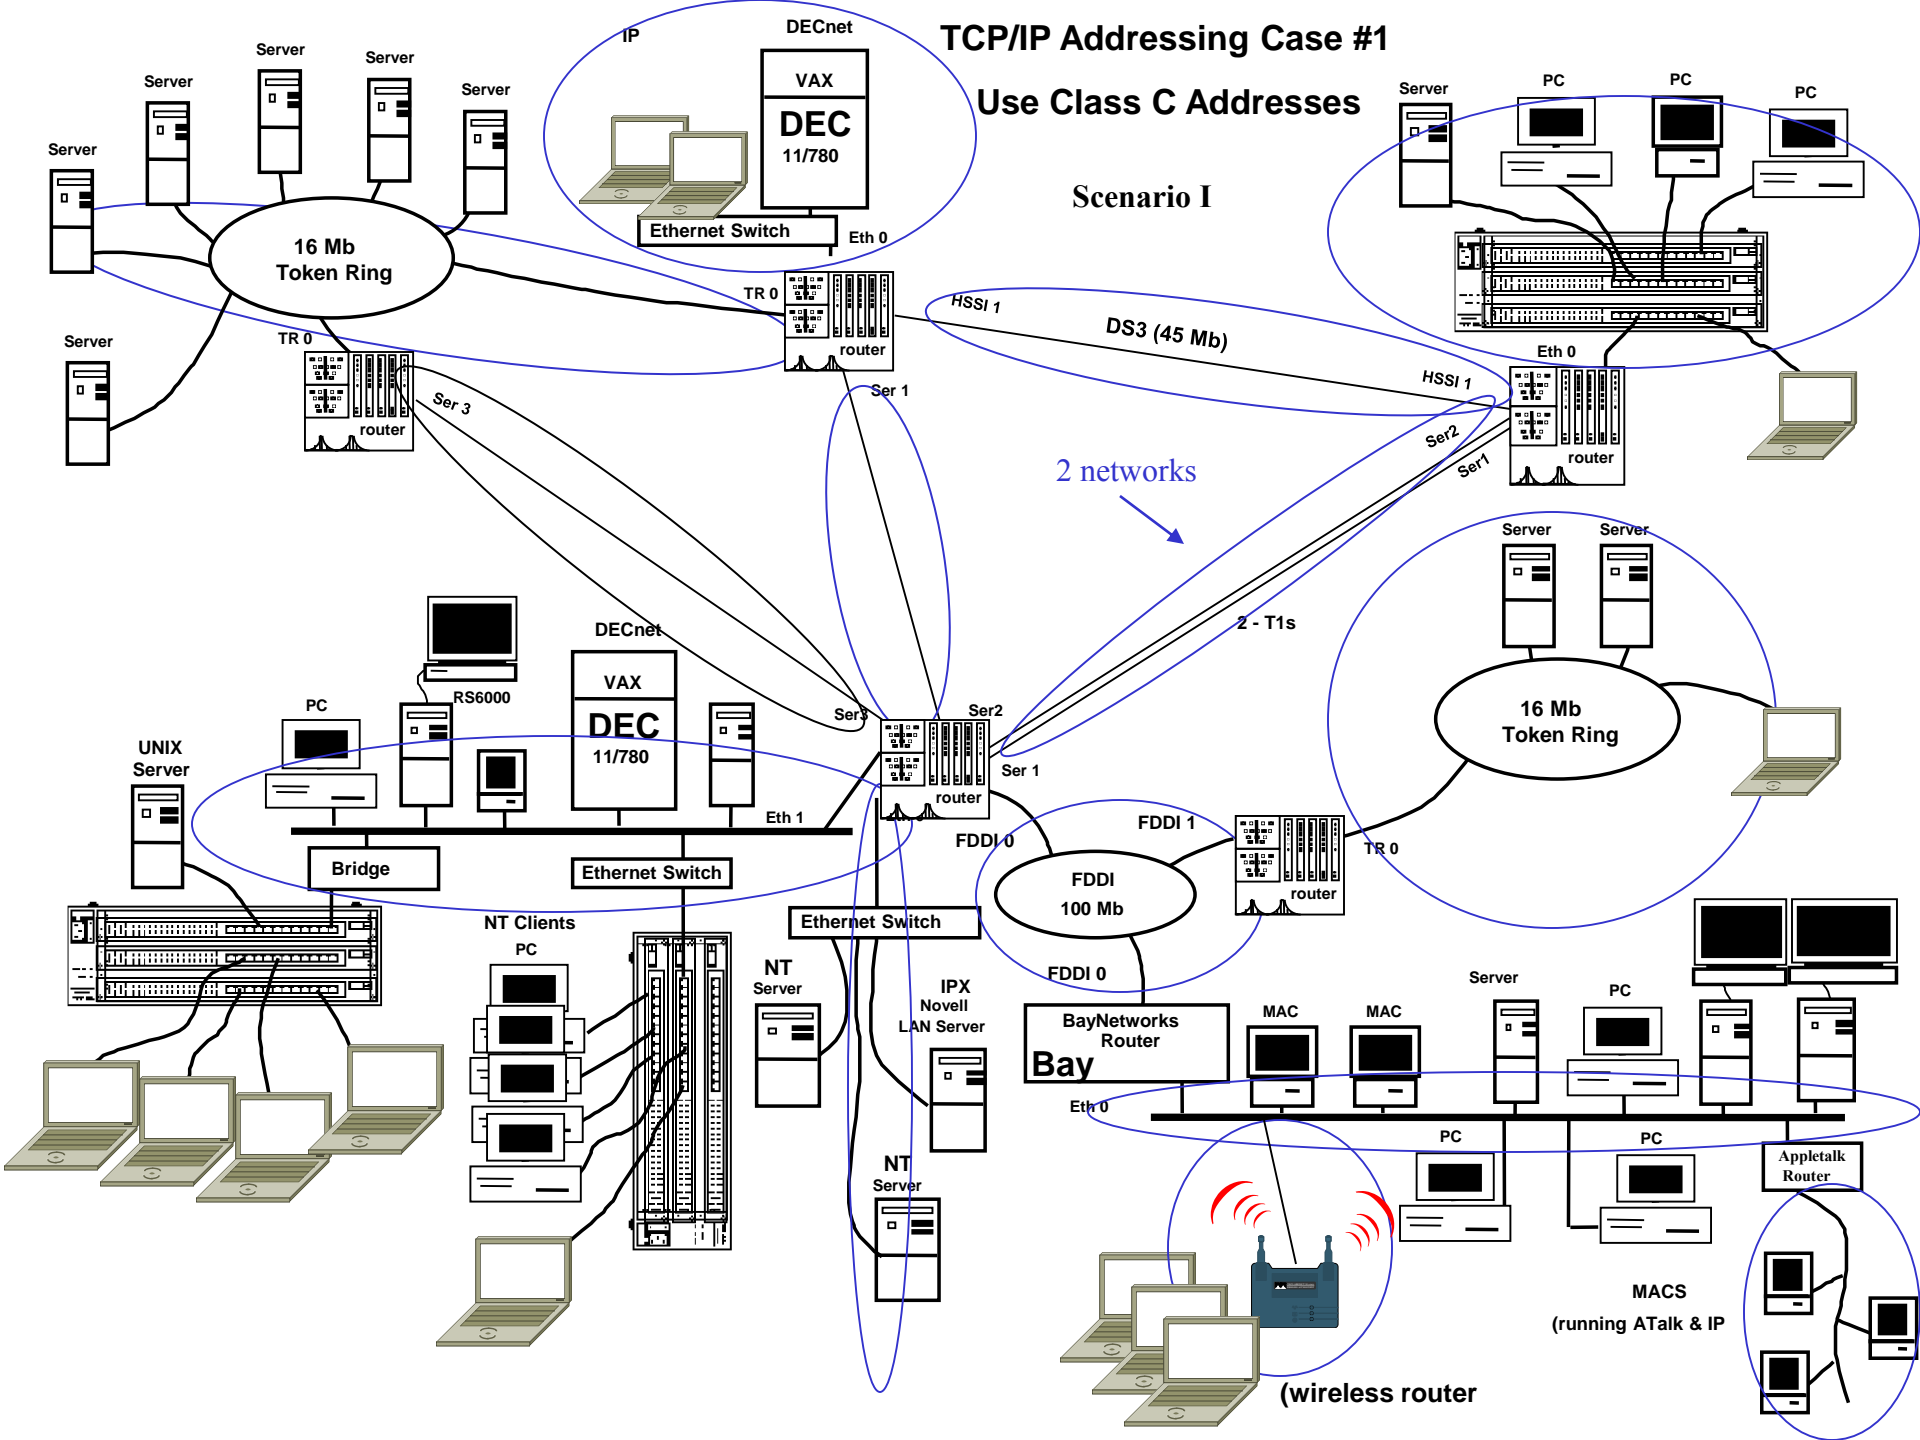 TCP/IP Addressing Case #1
Use Class C Addresses
Scenario I
IP
DECnet
VAX
DEC
11/780
Ethernet Switch
Eth 0
Server
Server
Server
Server
Server
Server
16 Mb
Token Ring
Server
TR 0
router
TR 0
router
Ser 3
Ser 1
HSSI 1
DS3 (45 Mb)
HSSI 1
Server
PC
PC
PC
Eth 0
router
Ser2
Ser1
2 networks
2 - T1s
Server
Server
16 Mb
Token Ring
TR 0
RS6000
DECnet
VAX
DEC
11/780
PC
UNIX
Server
Eth 1
Bridge
Ethernet Switch
Ser3
Ser2
Ser 1
router
FDDI 0
FDDI 1
router
FDDI
100 Mb
FDDI 0
NT Clients
PC
Ethernet Switch
NT
Server
IPX
Novell
LAN Server
NT
Server
BayNetworks
Router
Bay
Eth 0
MAC
MAC
Server
PC
PC
PC
Appletalk
Router
MACS
(running ATalk & IP
(wireless router